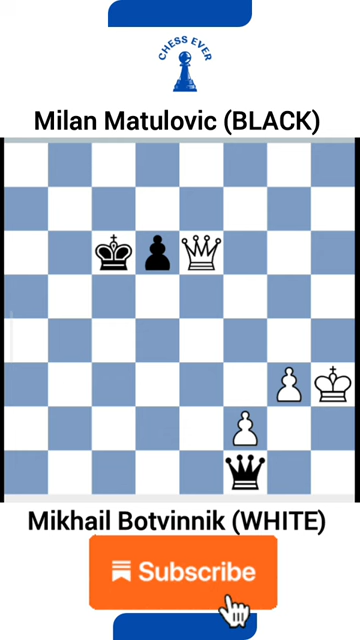 CHESS EVER
Milan Matulovic (BLACK)
Mikhail Botvinnik (WHITE)
Subscribe